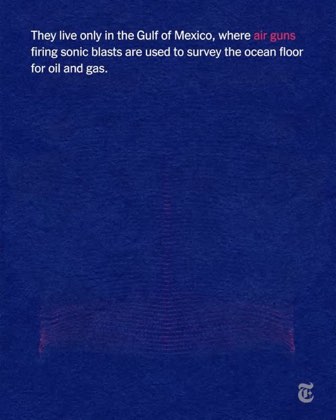 They live only in the Gulf of Mexico, where air guns
firing sonic blasts are used to survey the ocean floor
for oil and gas.
T